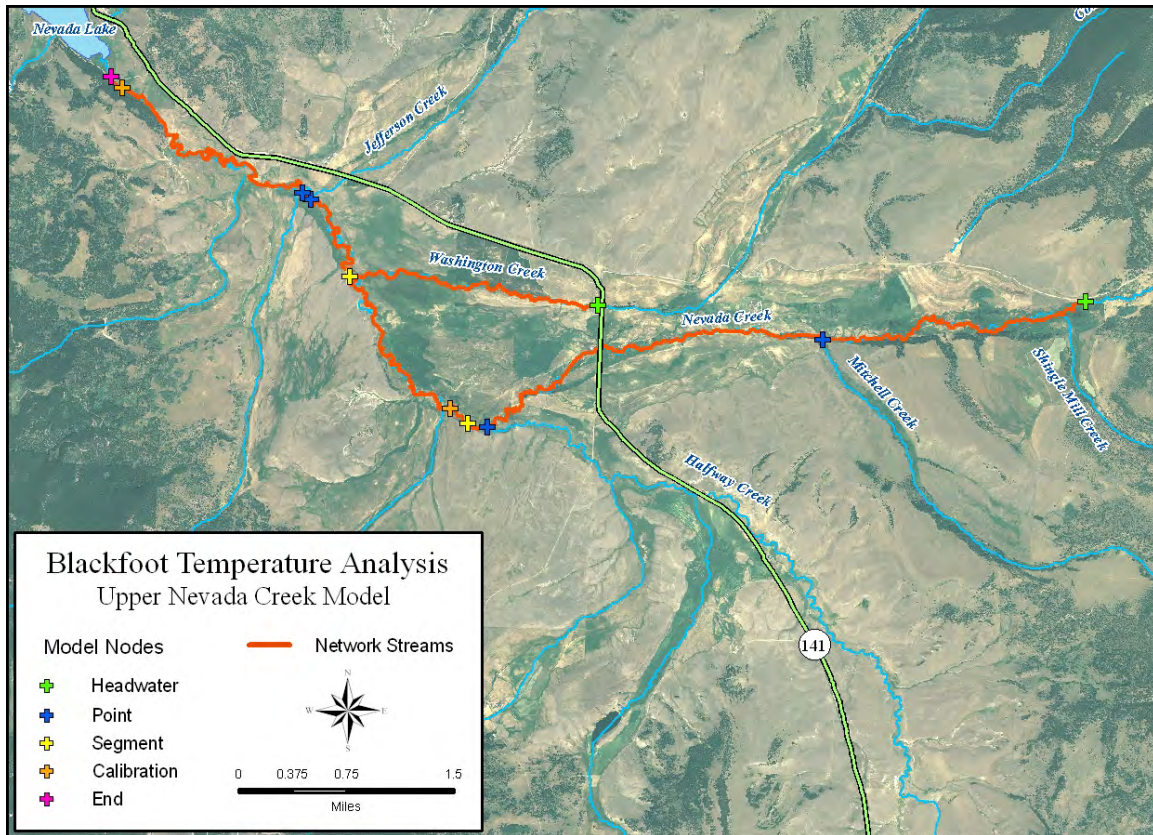 Nevada Lake
Jefferson Creek
Washington Creek
Nevada Creek
Mitchell Creek
Shingle Mill Creek
Halfway Creek
141
Blackfoot Temperature Analysis
Upper Nevada Creek Model
Model Nodes
Network Streams
Headwater
Point
Segment
Calibration
End
N
W E
S
0 0.375 0.75 1.5
Miles